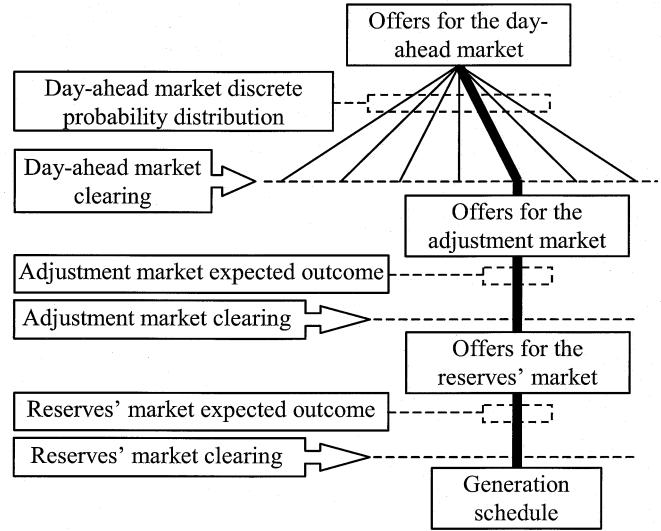 Offers for the day-
ahead market
Day-ahead market discrete
probability distribution
Day-ahead market
clearing
Offers for the
adjustment market
Adjustment market expected outcome
Adjustment market clearing
Offers for the
reserves' market
Reserves' market expected outcome
Reserves' market clearing
Generation
schedule